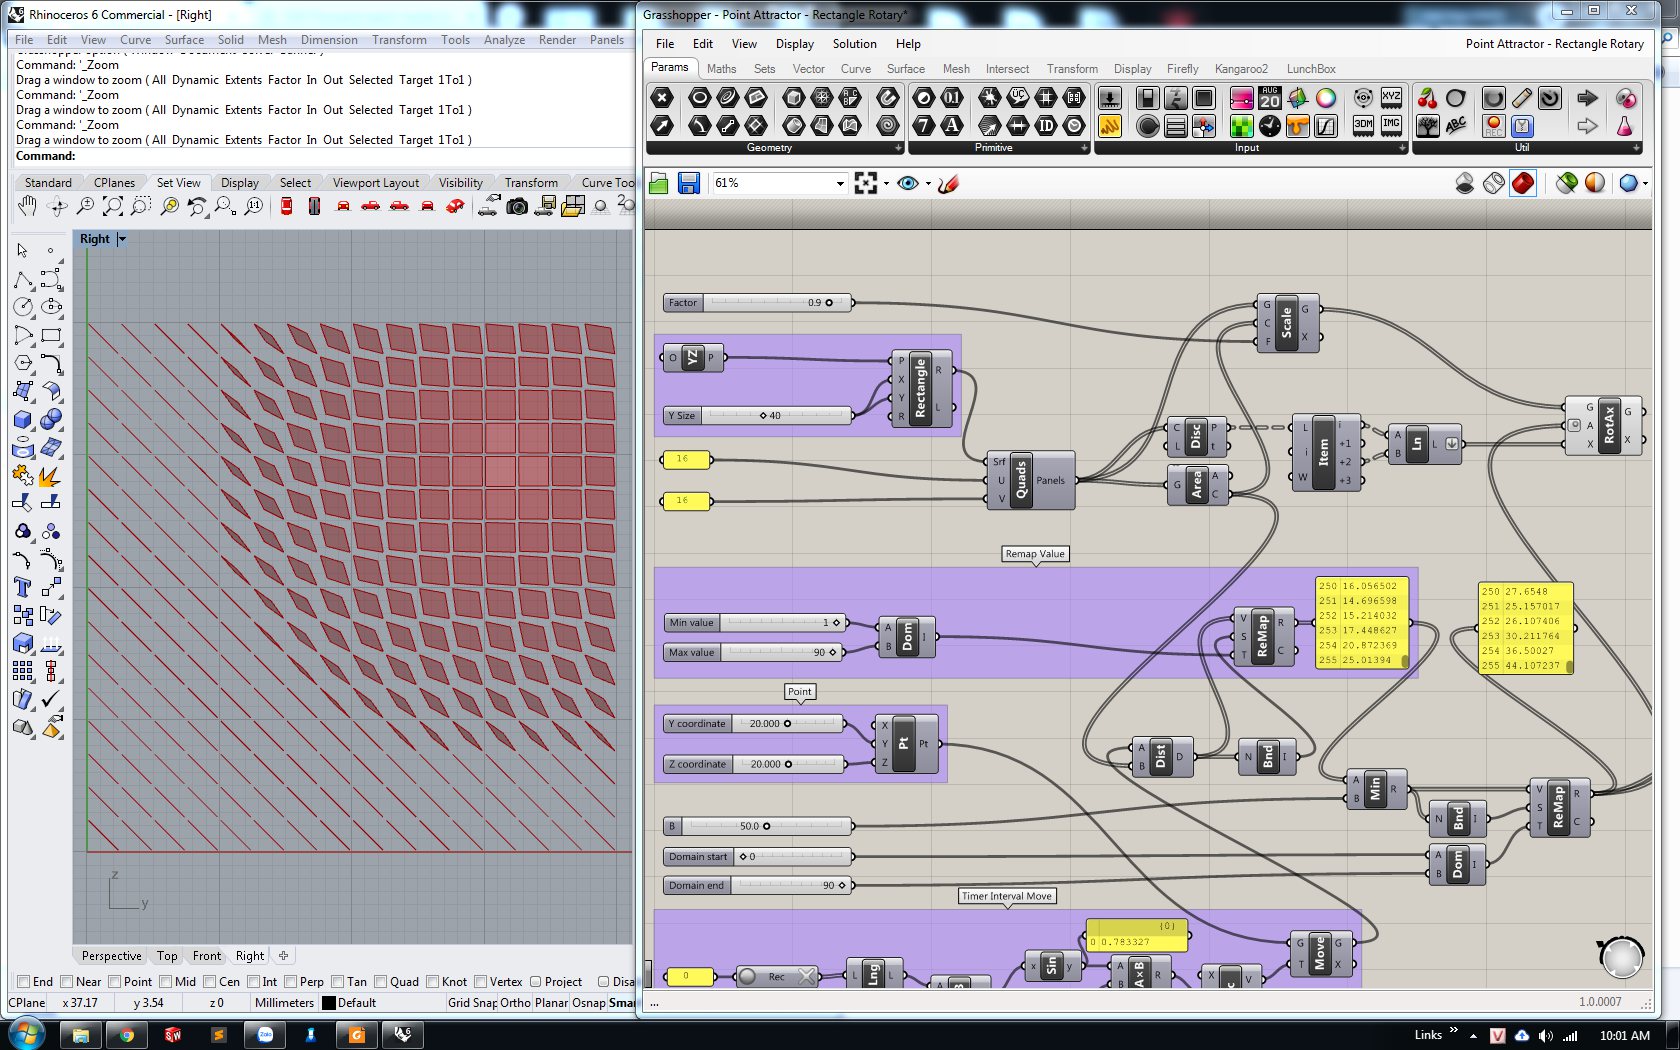 Rhinoceros 6 Commercial - [Right]
File Edit View Curve Surface Solid Mesh Dimension Transform Tools Analyze Render Panels
Command: '_Zoom
Drag a window to zoom ( All Dynamic Extents Factor In Out Selected Target 1To1 )
Command: '_Zoom
Drag a window to zoom ( All Dynamic Extents Factor In Out Selected Target 1To1 )
Command: '_Zoom
Drag a window to zoom ( All Dynamic Extents Factor In Out Selected Target 1To1 )
Command:
Standard CPlanes Set View Display Select Viewport Layout Visibility Transform Curve Too
Right
z
y
Perspective Top Front Right
End Near Point Mid Cen Int Perp Tan Quad Knot Vertex Project Disa
CPlane x 37.17 y 3.54 z 0 Millimeters Default Grid Snap Ortho Planar Osnap Smar
Grasshopper - Point Attractor - Rectangle Rotary*
File Edit View Display Solution Help
Point Attractor - Rectangle Rotary
Params Maths Sets Vector Curve Surface Mesh Intersect Transform Display Firefly Kangaroo2 LunchBox
Geometry Primitive Input Util
61%
Factor 0.9
G C F Scale G X
O YZ P
P X Y R Rectangle R L
Y Size 40
16
16
Srf U V Quads Panels
C L Disc P t
G Area A C
L i W Item i +1 +2 +3
A B Ln L
G A X RotAx G X
Remap Value
Min value 1
Max value 90
A B Dom I
V S T ReMap R C
250 16.056502
251 14.696598
252 15.214032
253 17.448627
254 20.872369
255 25.01394
250 27.6548
251 25.157017
252 26.107406
253 30.211764
254 36.50027
255 44.107237
Point
Y coordinate 20.000
Z coordinate 20.000
X Y Z Pt Pt
A B Dist D
N Bnd I
A B Min R
N Bnd I
V S T ReMap R C
B 50.0
Domain start 0
Domain end 90
A B Dom I
Timer Interval Move
{0}
0 0.783327
0
Rec
L Lng L
A B
x Sin y
A A×B R
X c V
G T Move G X
...
1.0.0007
Links
10:01 AM